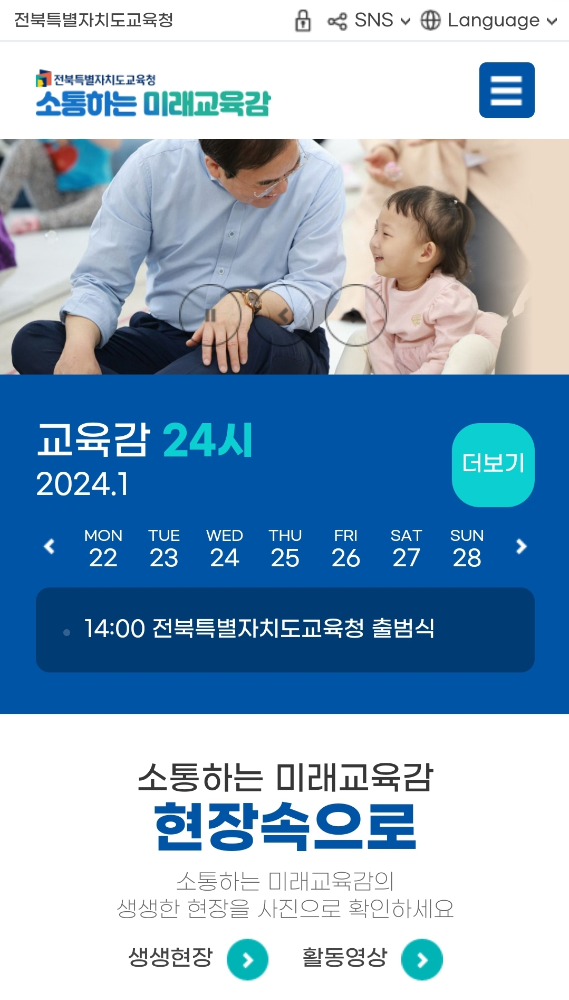 전북특별자치도교육청
SNS
Language
전북특별자치도교육청
소통하는 미래교육감
교육감 24시
2024.1
더보기
MON TUE WED THU FRI SAT SUN
22 23 24 25 26 27 28
14:00 전북특별자치도교육청 출범식
소통하는 미래교육감
현장속으로
소통하는 미래교육감의
생생한 현장을 사진으로 확인하세요
생생현장
활동영상